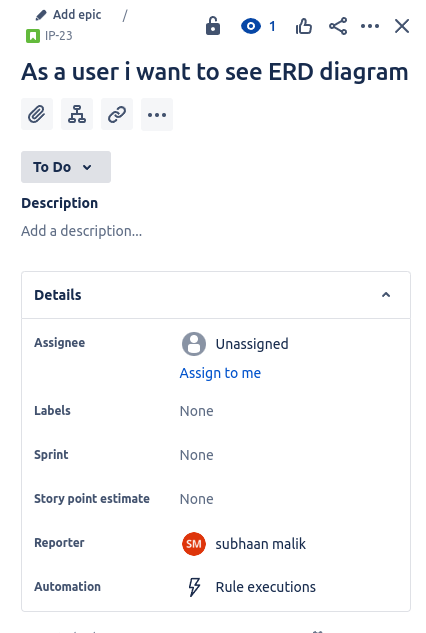 Add epic /
IP-23
1
As a user i want to see ERD diagram
To Do
Description
Add a description...
Details
Assignee Unassigned
Assign to me
Labels None
Sprint None
Story point estimate None
Reporter SM subhaan malik
Automation Rule executions